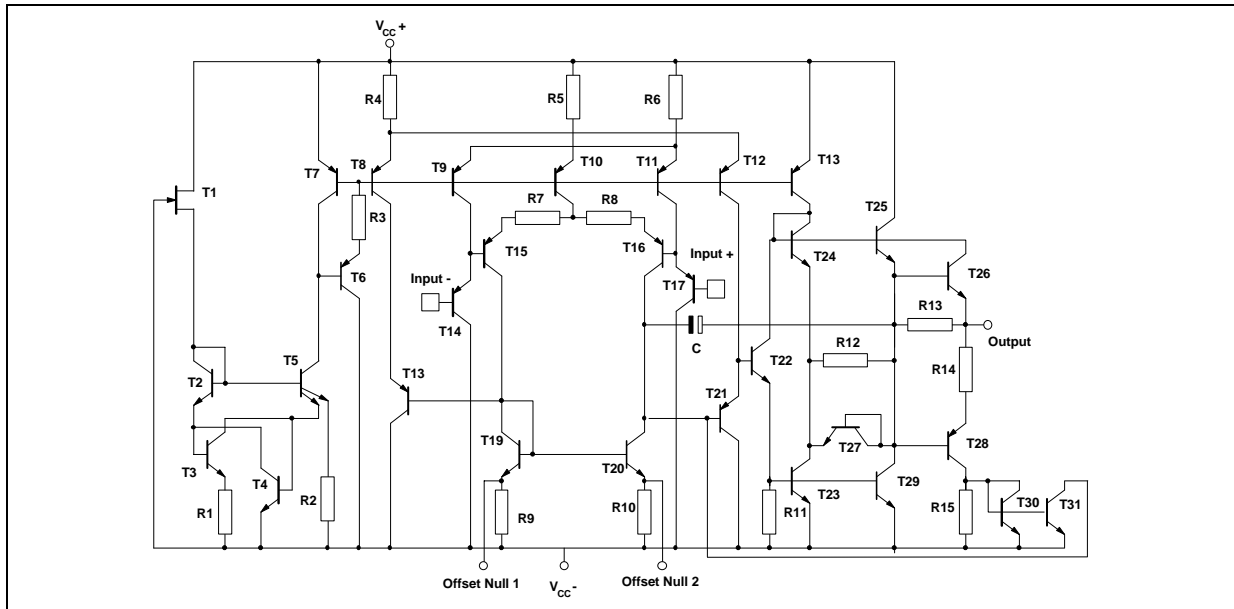 V CC +
R4
R5
R6
T8
T9
T10
T11
T12
T13
T7
T1
R7
R8
R3
T25
T15
T16
Input +
T24
T26
T6
Input -
T17
R13
T14
Output
C
R12
T22
R14
T2
T5
T13
T21
T19
T27
T28
T3
T20
T4
T23
T29
R2
R1
R9
R10
R11
R15
T30
T31
Offset Null 1
V CC -
Offset Null 2